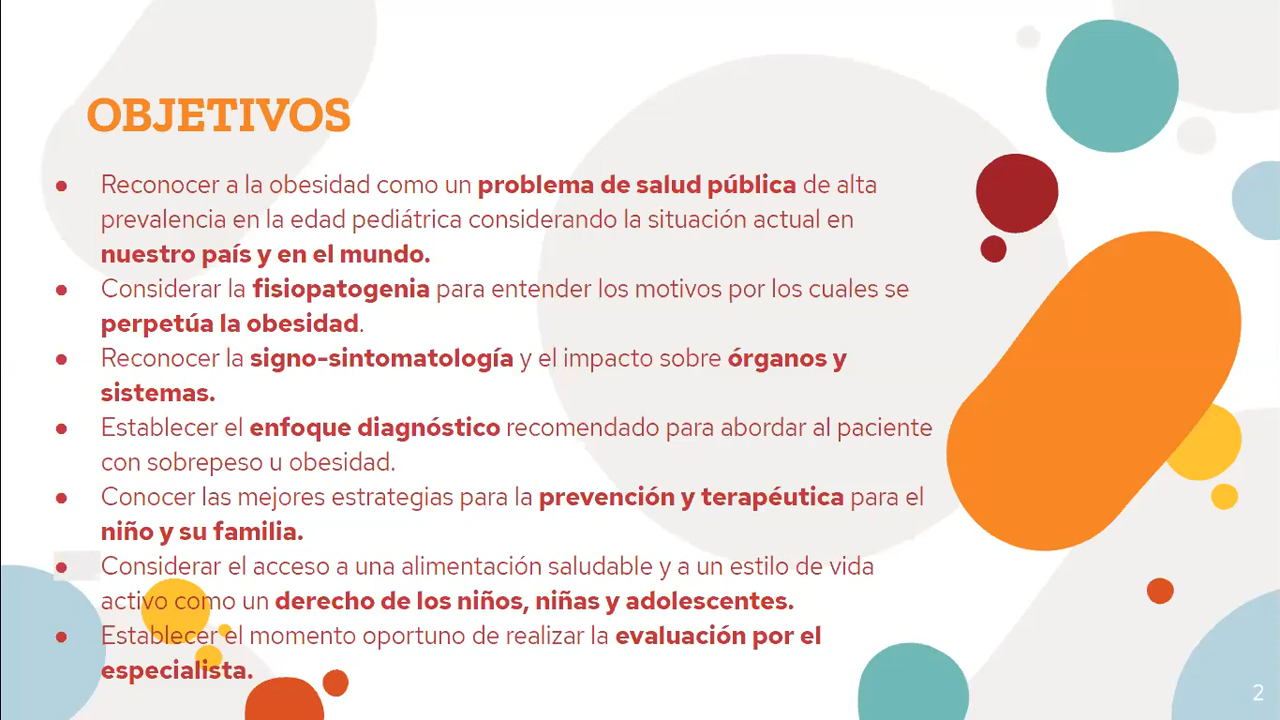 OBJETIVOS
● Reconocer a la obesidad como un problema de salud pública de alta
prevalencia en la edad pediátrica considerando la situación actual en
nuestro país y en el mundo.
● Considerar la fisiopatogenia para entender los motivos por los cuales se
perpetúa la obesidad.
● Reconocer la signo-sintomatología y el impacto sobre órganos y
sistemas.
● Establecer el enfoque diagnóstico recomendado para abordar al paciente
con sobrepeso u obesidad.
● Conocer las mejores estrategias para la prevención y terapéutica para el
niño y su familia.
● Considerar el acceso a una alimentación saludable y a un estilo de vida
activo como un derecho de los niños, niñas y adolescentes.
● Establecer el momento oportuno de realizar la evaluación por el
especialista.
2